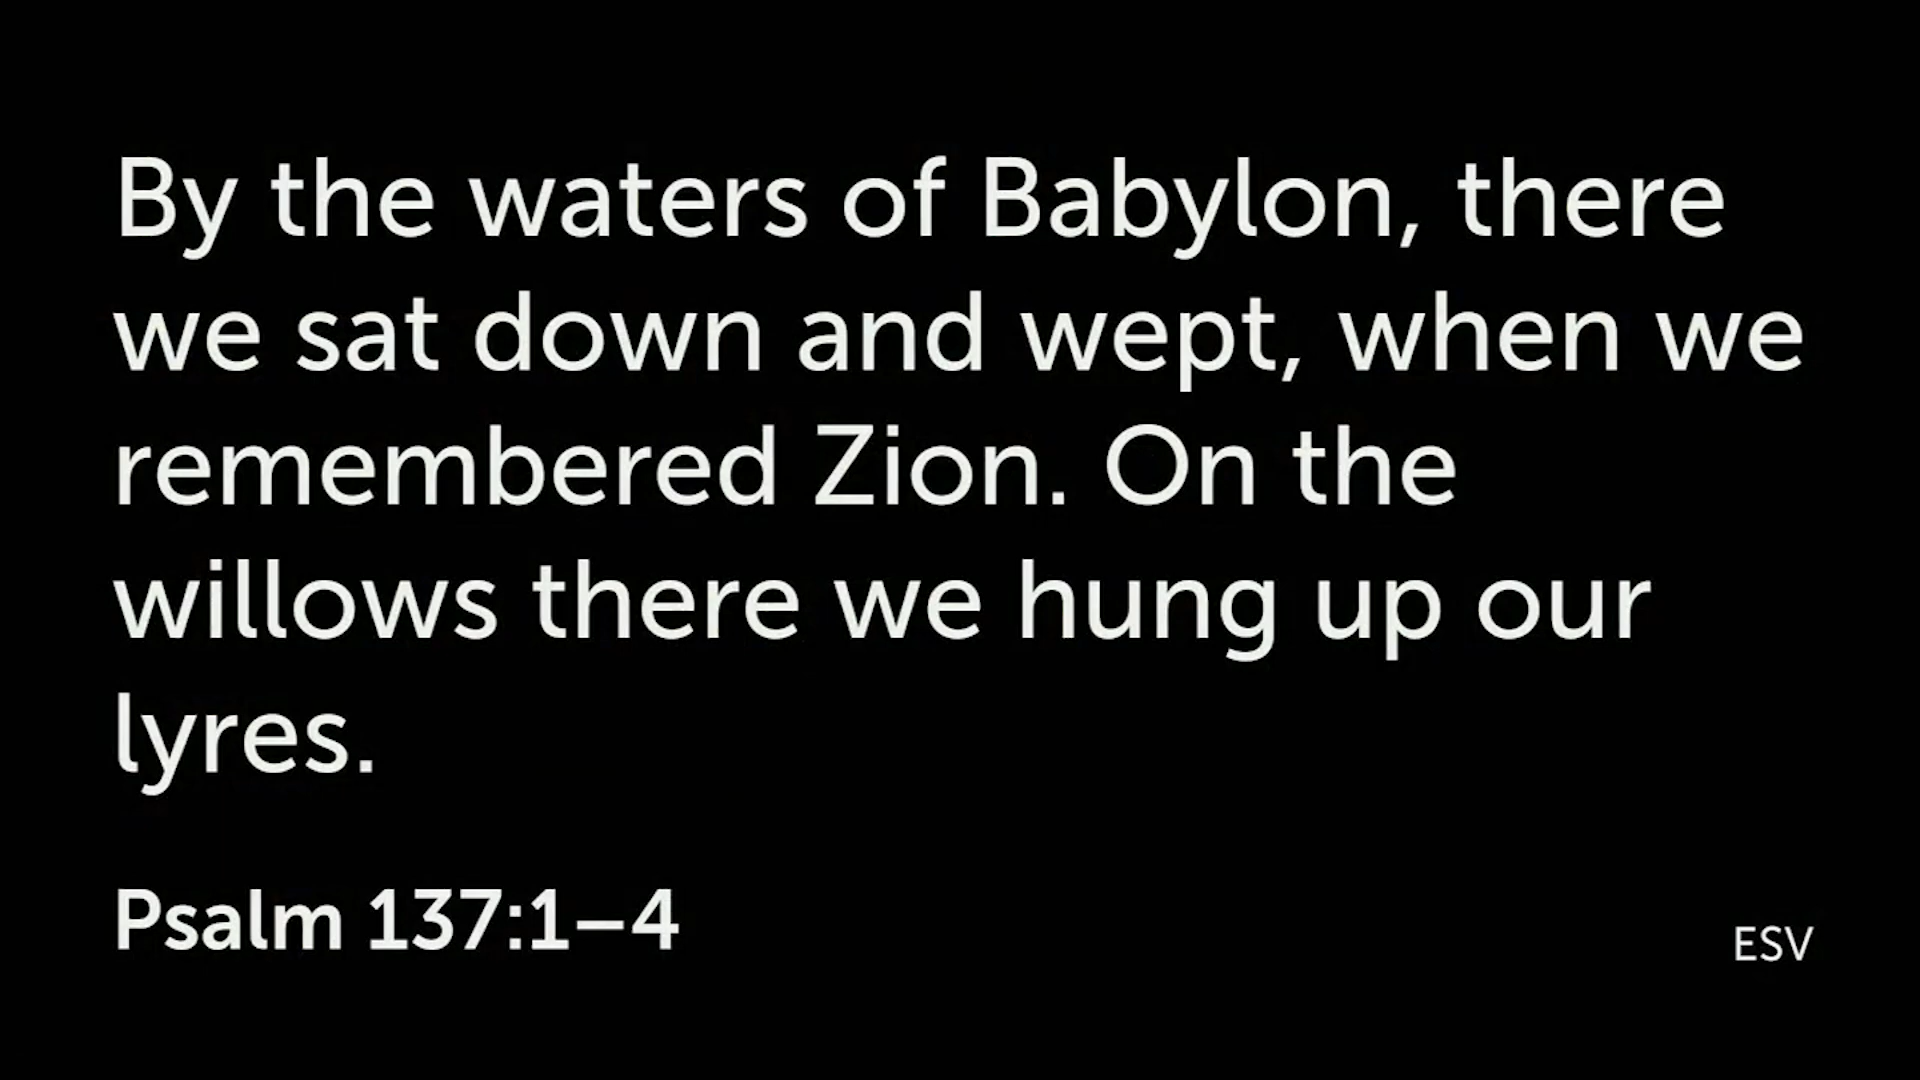 By the waters of Babylon, there
we sat down and wept, when we
remembered Zion. On the
willows there we hung up our
lyres.
Psalm 137:1–4
ESV